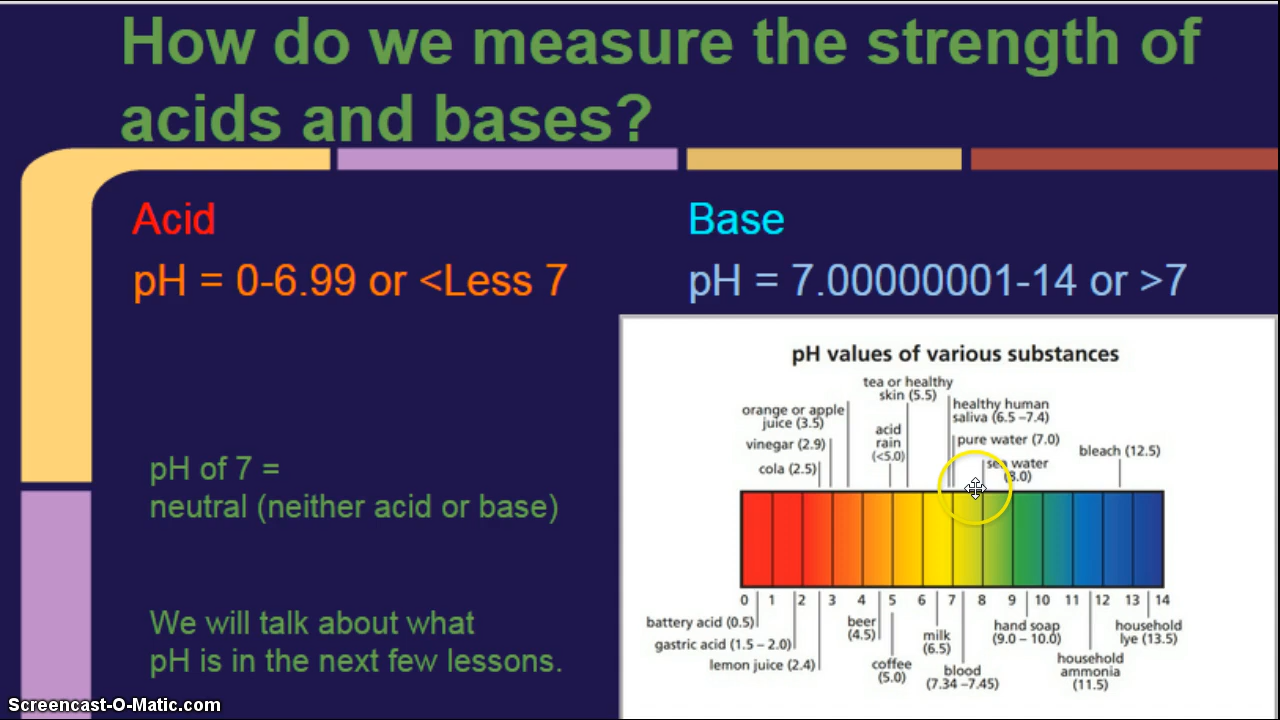 How do we measure the strength of
acids and bases?
Acid
pH = 0-6.99 or <Less 7
Base
pH = 7.00000001-14 or >7
pH of 7 =
neutral (neither acid or base)
We will talk about what
pH is in the next few lessons.
pH values of various substances
tea or healthy
skin (5.5)
orange or apple
juice (3.5)
healthy human
saliva (6.5 –7.4)
acid
rain
(<5.0)
vinegar (2.9)
pure water (7.0)
bleach (12.5)
cola (2.5)
sea water
(8.0)
0 1 2 3 4 5 6 7 8 9 10 11 12 13 14
battery acid (0.5)
gastric acid (1.5 – 2.0)
lemon juice (2.4)
beer
(4.5)
coffee
(5.0)
milk
(6.5)
blood
(7.34 –7.45)
hand soap
(9.0 – 10.0)
household
ammonia
(11.5)
household
lye (13.5)
Screencast-O-Matic.com